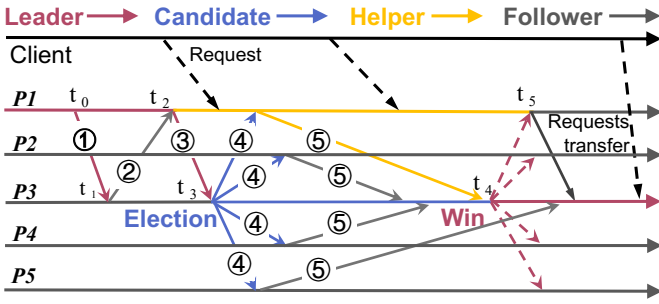 Leader Candidate Helper Follower
Client
Request
P1 t0 t2 t5
① ③ ④ ⑤ Requests
transfer
P2
② ④ ⑤
P3 t1 t3 t4
Election Win
④ ⑤
P4
④ ⑤
P5